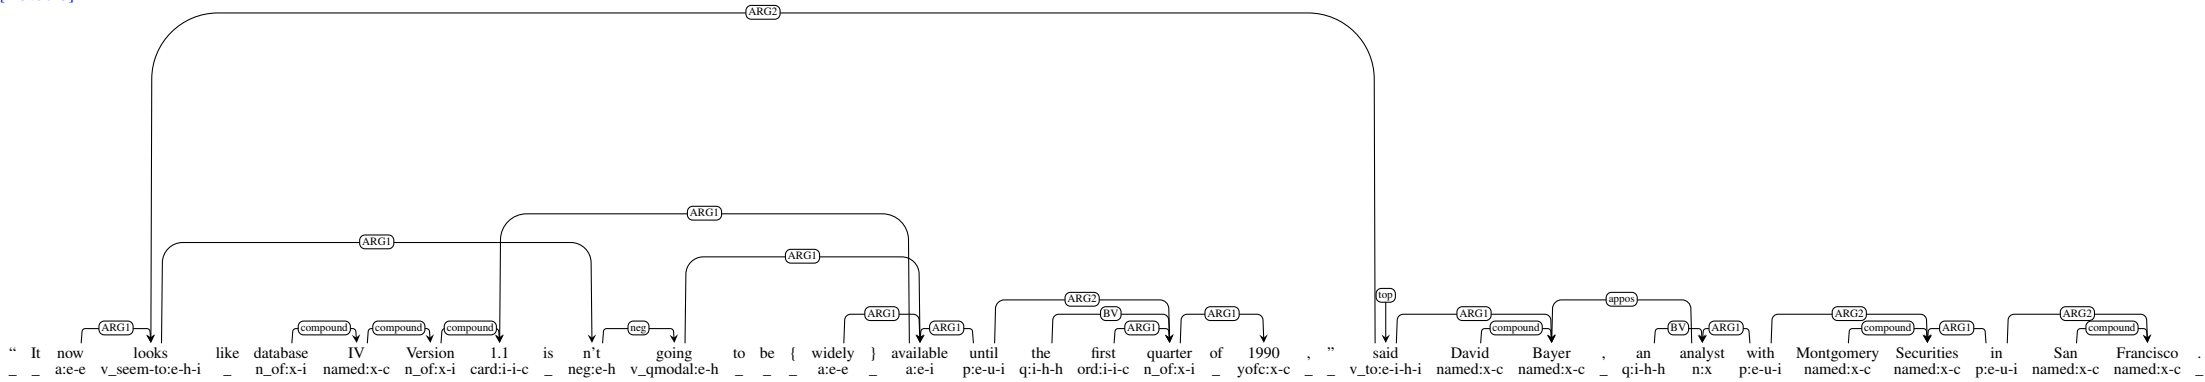 ARG2
ARG1
ARG1
ARG1
top
ARG2 appos
ARG1 BV ARG1 ARG1 ARG2 ARG2
ARG1 compound compound compound neg ARG1 ARG1 compound BV ARG1 compound ARG1 compound
“ It now looks like database IV Version 1.1 is n't going to be { widely } available until the first quarter of 1990 , ” said David Bayer , an analyst with Montgomery Securities in San Francisco .
_ _ a:e-e v_seem-to:e-h-i _ n_of:x-i named:x-c n_of:x-i card:i-i-c _ neg:e-h v_qmodal:e-h _ _ _ a:e-e _ a:e-i p:e-u-i q:i-h-h ord:i-i-c n_of:x-i _ yofc:x-c _ _ v_to:e-i-h-i named:x-c named:x-c _ q:i-h-h n:x p:e-u-i named:x-c named:x-c p:e-u-i named:x-c named:x-c _